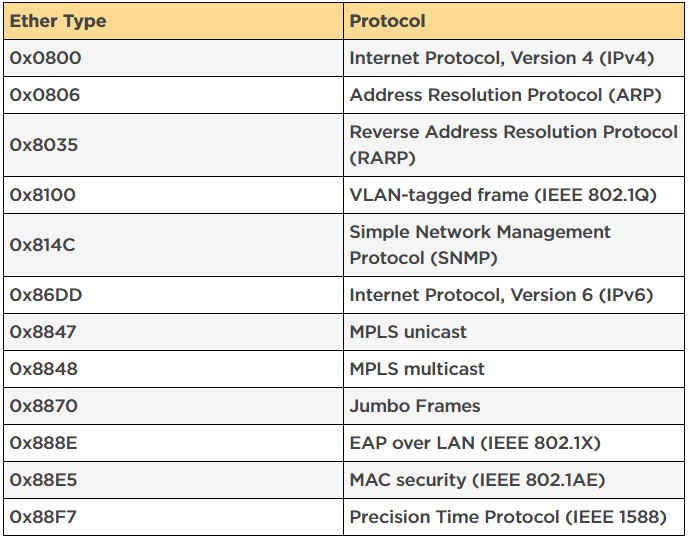 Ether Type Protocol
0x0800 Internet Protocol, Version 4 (IPv4)
0x0806 Address Resolution Protocol (ARP)
0x8035 Reverse Address Resolution Protocol
(RARP)
0x8100 VLAN-tagged frame (IEEE 802.1Q)
0x814C Simple Network Management
Protocol (SNMP)
0x86DD Internet Protocol, Version 6 (IPv6)
0x8847 MPLS unicast
0x8848 MPLS multicast
0x8870 Jumbo Frames
0x888E EAP over LAN (IEEE 802.1X)
0x88E5 MAC security (IEEE 802.1AE)
0x88F7 Precision Time Protocol (IEEE 1588)